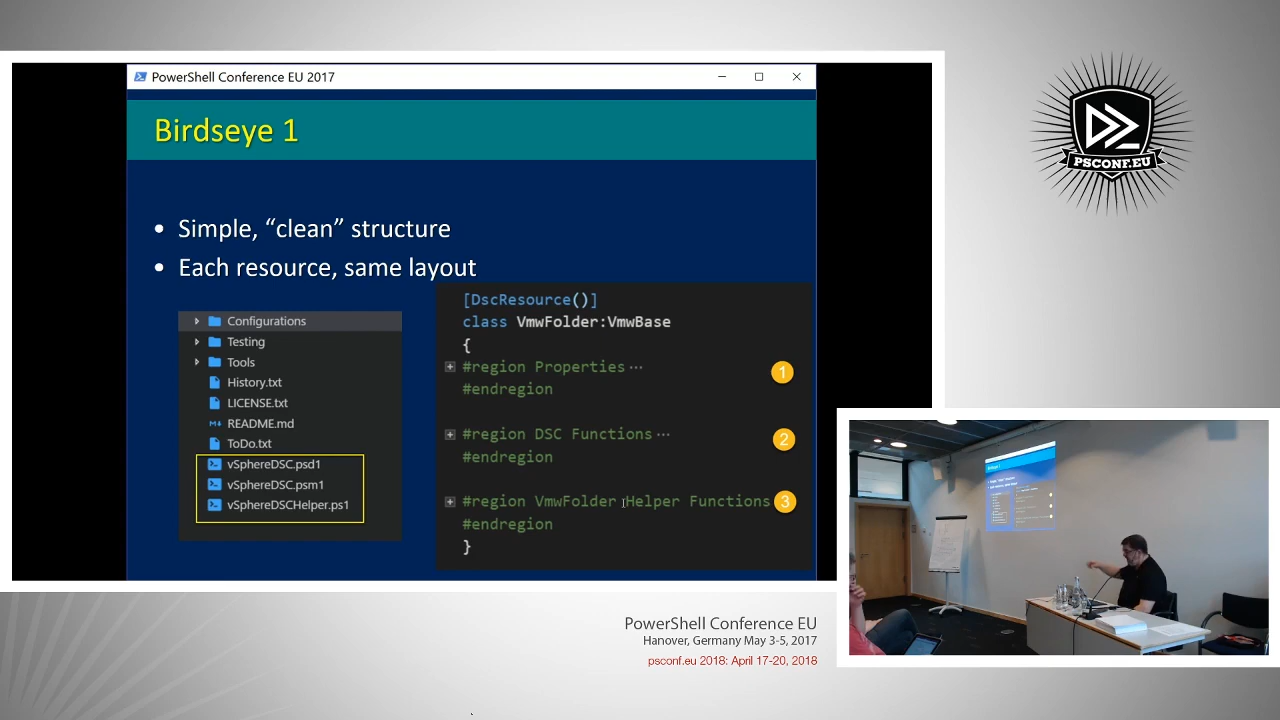 PowerShell Conference EU 2017
Birdseye 1
• Simple, “clean” structure
• Each resource, same layout
Configurations
Testing
Tools
History.txt
LICENSE.txt
README.md
ToDo.txt
vSphereDSC.psd1
vSphereDSC.psm1
vSphereDSCHelper.ps1
[DscResource()]
class VmwFolder:VmwBase
{
#region Properties ...
#endregion
1
#region DSC Functions ...
#endregion
2
#region VmwFolder Helper Functions
#endregion
3
}
PSCONF.EU
PowerShell Conference EU
Hanover, Germany May 3-5, 2017
psconf.eu 2018: April 17-20, 2018